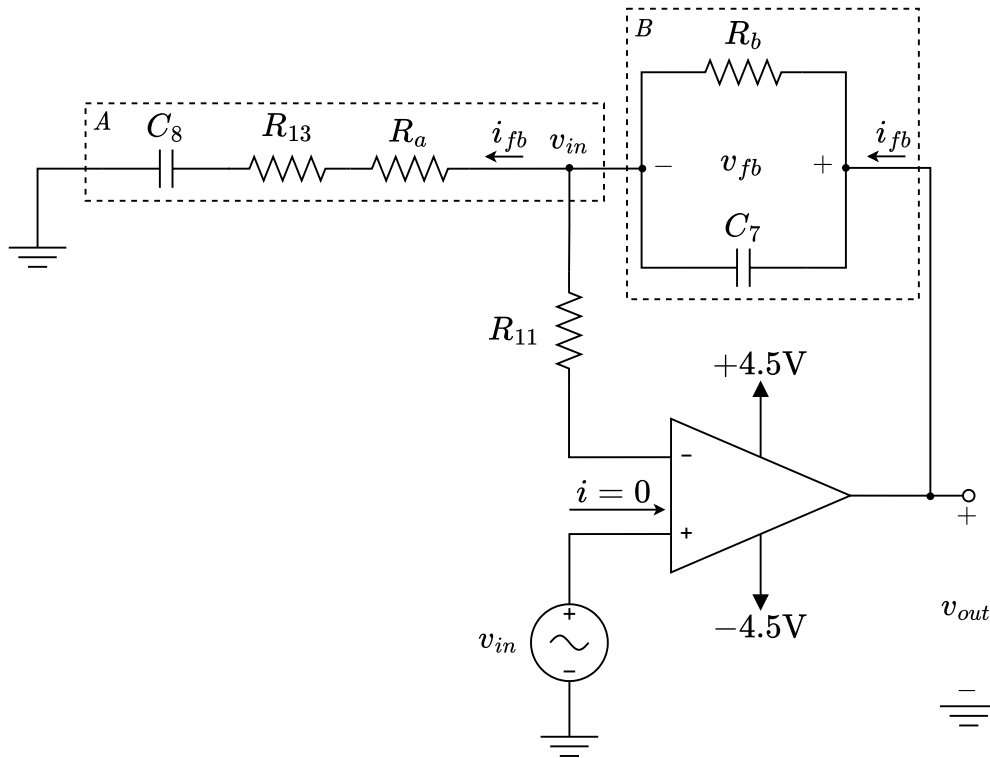 B
R_b
A
C_8
R_13
R_a
i_fb
v_in
−
v_fb
+
i_fb
C_7
R_11
+4.5V
-
i = 0
+
+
−4.5V
v_in
+
−
v_out
−